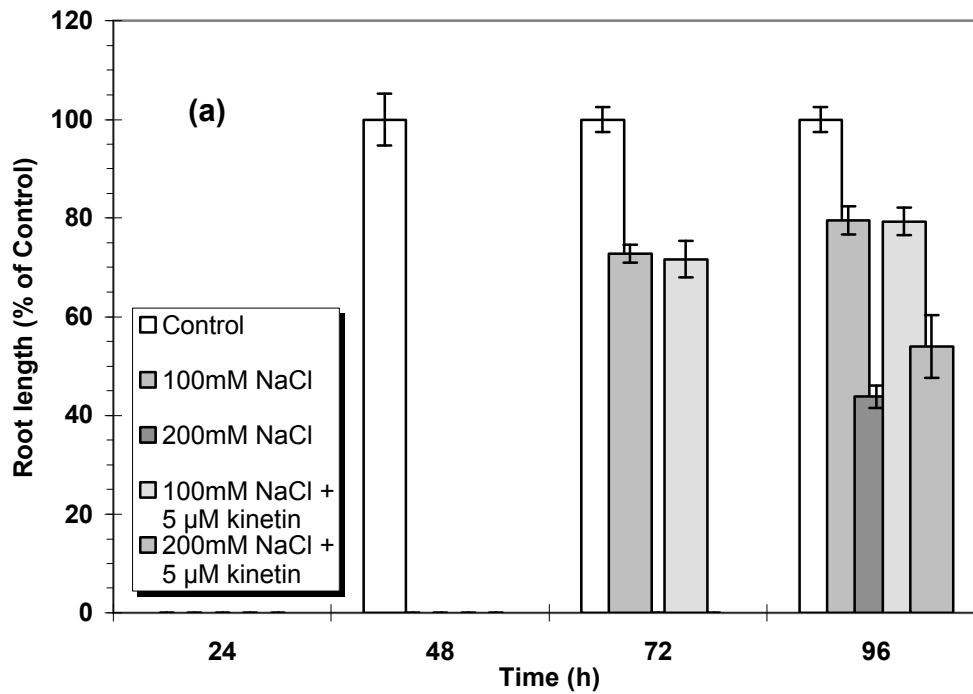 120
100
80
60
40
20
0
Root length (% of Control)
(a)
Control
100mM NaCl
200mM NaCl
100mM NaCl +
5 µM kinetin
200mM NaCl +
5 µM kinetin
24 48 72 96
Time (h)